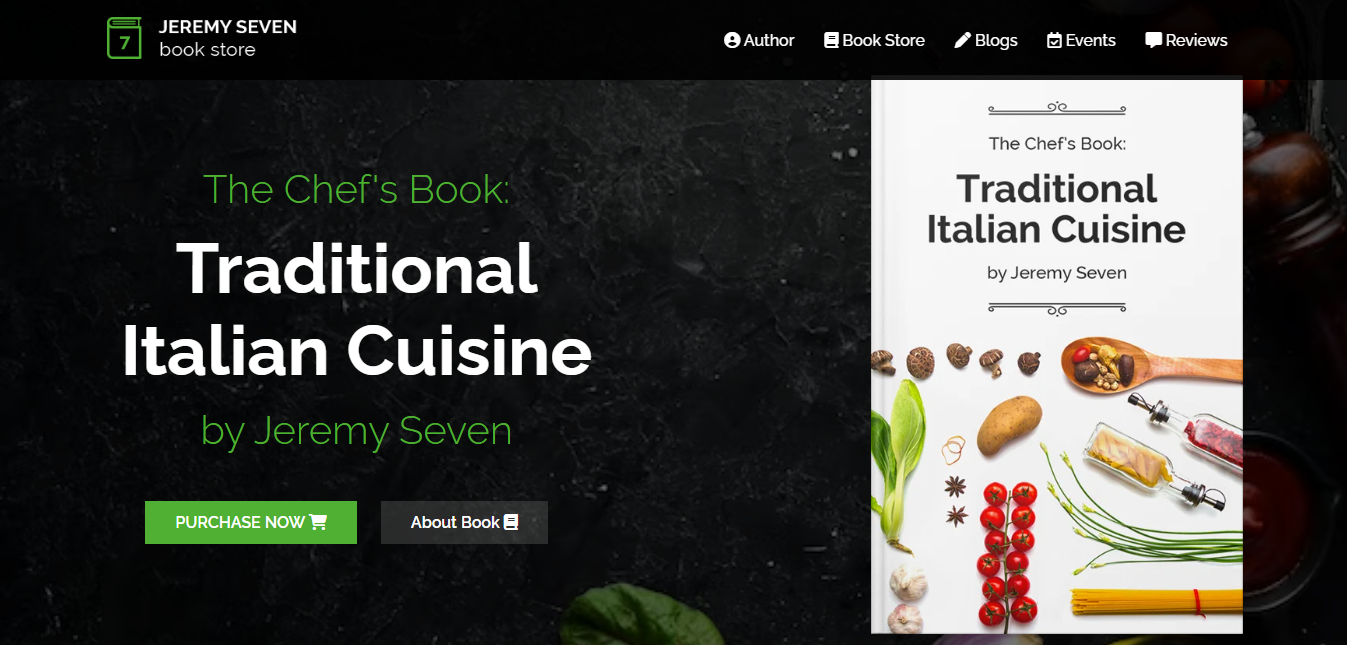 7
JEREMY SEVEN
book store
Author
Book Store
Blogs
Events
Reviews
The Chef's Book:
Traditional
Italian Cuisine
by Jeremy Seven
PURCHASE NOW
About Book
The Chef's Book:
Traditional
Italian Cuisine
by Jeremy Seven